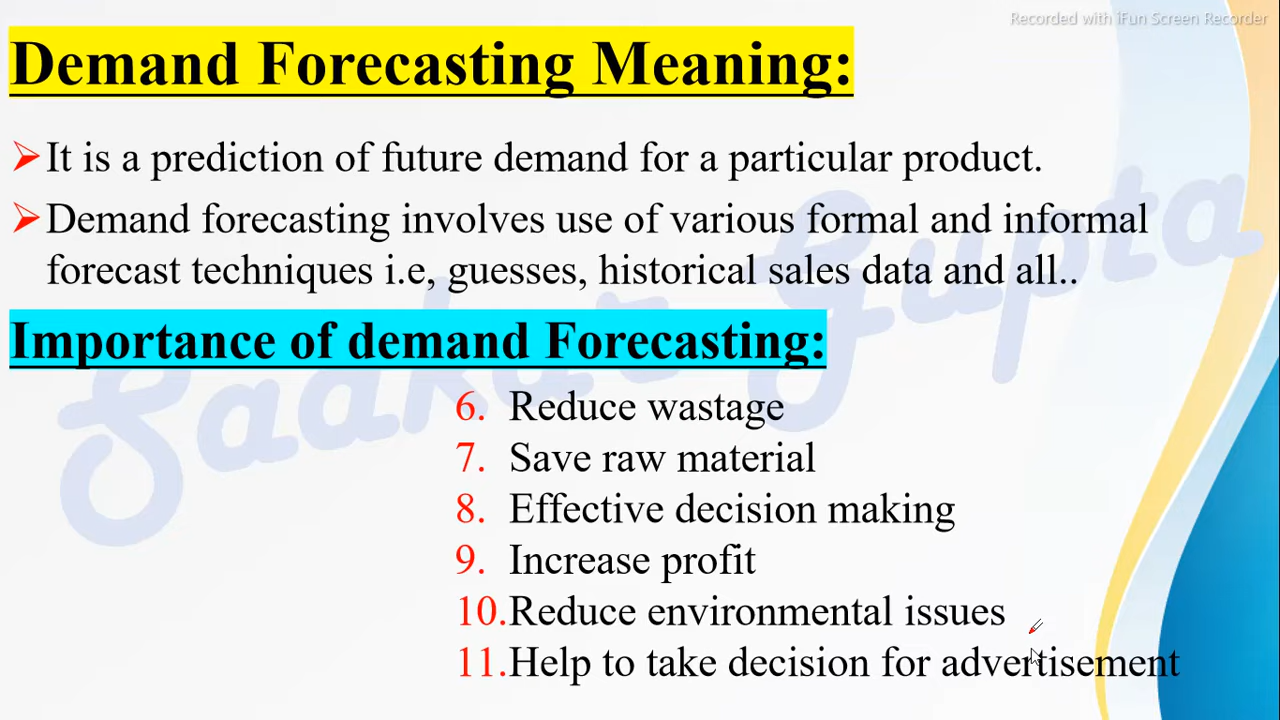 Recorded with iFun Screen Recorder
Demand Forecasting Meaning:
It is a prediction of future demand for a particular product.
Demand forecasting involves use of various formal and informal
forecast techniques i.e, guesses, historical sales data and all..
Importance of demand Forecasting:
6. Reduce wastage
7. Save raw material
8. Effective decision making
9. Increase profit
10.Reduce environmental issues
11.Help to take decision for advertisement
Saakar Gupta